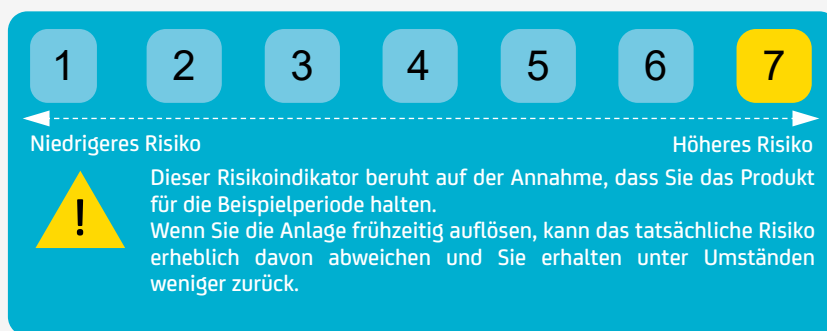 1 2 3 4 5 6 7
Niedrigeres Risiko Höheres Risiko
!
Dieser Risikoindikator beruht auf der Annahme, dass Sie das Produkt
für die Beispielperiode halten.
Wenn Sie die Anlage frühzeitig auflösen, kann das tatsächliche Risiko
erheblich davon abweichen und Sie erhalten unter Umständen
weniger zurück.